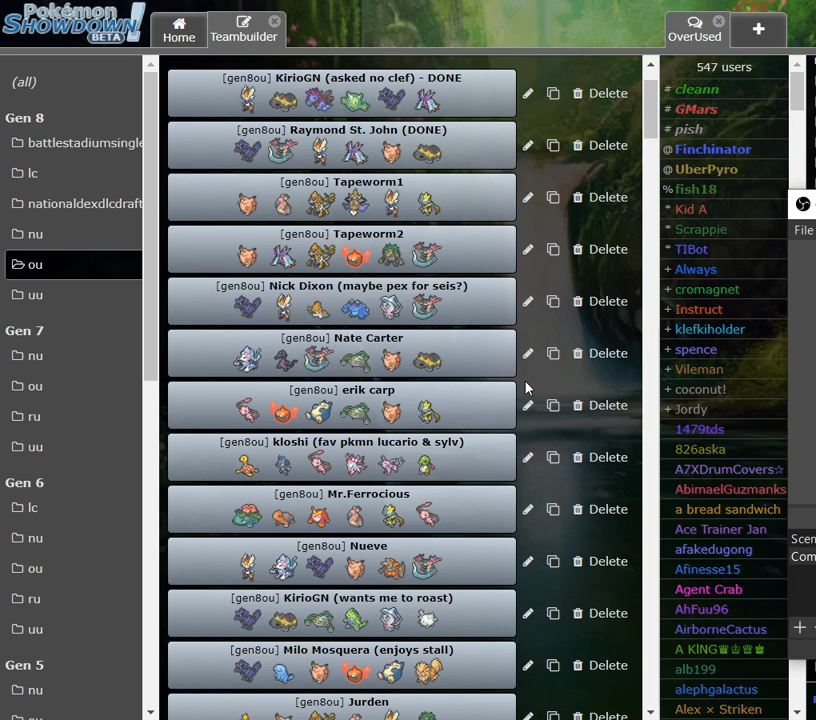 Pokémon
SHOWDOWN!
BETA
Home
Teambuilder
OverUsed
+
(all)
Gen 8
battlestadiumsingle
lc
nationaldexdlcdraft
nu
ou
uu
Gen 7
nu
ou
ru
uu
Gen 6
lc
nu
ou
ru
uu
Gen 5
nu
ou
[gen8ou] KirioGN (asked no clef) - DONE
Delete
[gen8ou] Raymond St. John (DONE)
Delete
[gen8ou] Tapeworm1
Delete
[gen8ou] Tapeworm2
Delete
[gen8ou] Nick Dixon (maybe pex for seis?)
Delete
[gen8ou] Nate Carter
Delete
[gen8ou] erik carp
Delete
[gen8ou] kloshi (fav pkmn lucario & sylv)
Delete
[gen8ou] Mr.Ferrocious
Delete
[gen8ou] Nueve
Delete
[gen8ou] KirioGN (wants me to roast)
Delete
[gen8ou] Milo Mosquera (enjoys stall)
Delete
[gen8ou] Jurden
Delete
547 users
# cleann
# GMars
# pish
@ Finchinator
@ UberPyro
% fish18
* Kid A
* Scrappie
* TIBot
+ Always
+ cromagnet
+ Instruct
+ klefkiholder
+ spence
+ Vileman
+ coconut!
+ Jordy
1479tds
826aska
A7XDrumCovers☆
AbimaelGuzmanks
a bread sandwich
Ace Trainer Jan
afakedugong
Afinesse15
Agent Crab
AhFuu96
AirborneCactus
A KING♛♔♕♚
alb199
alephgalactus
Alex × Striken
File
Scen
Com
+